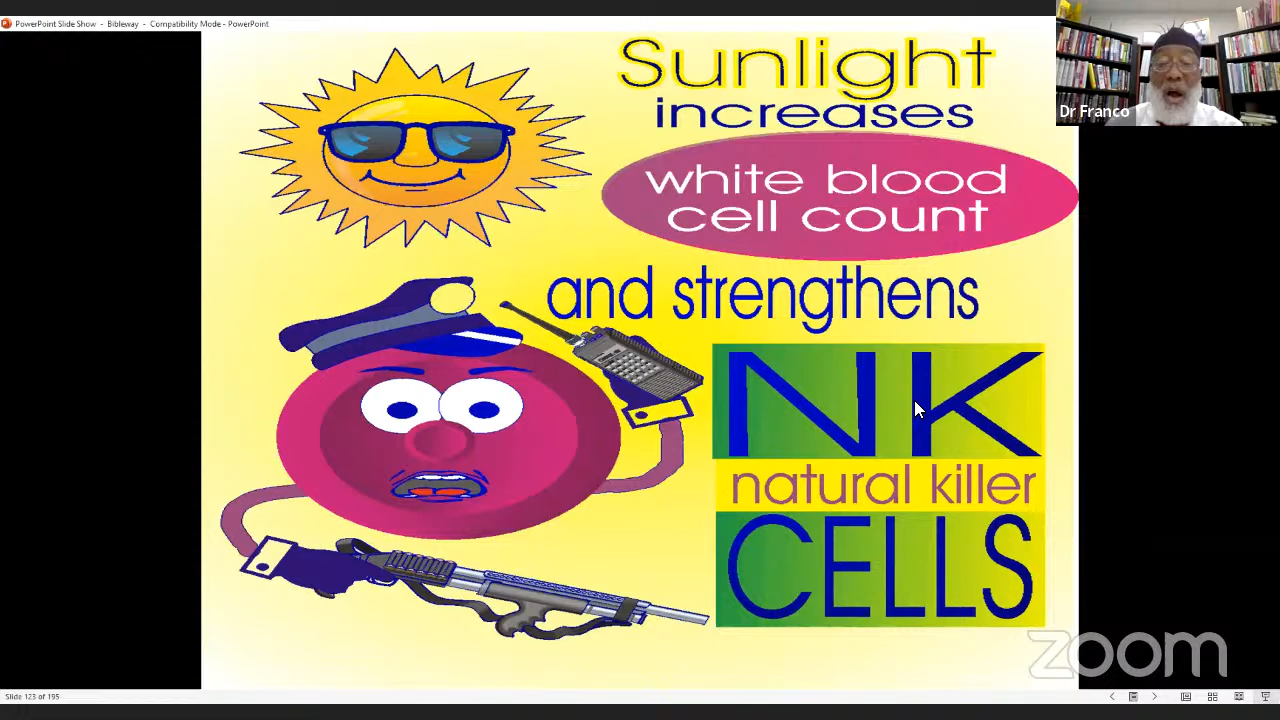 PowerPoint Slide Show - Bibleway - Compatibility Mode - PowerPoint
Sunlight
increases
white blood
cell count
and strengthens
NK
natural killer
CELLS
Dr Franco
zoom
Slide 123 of 195